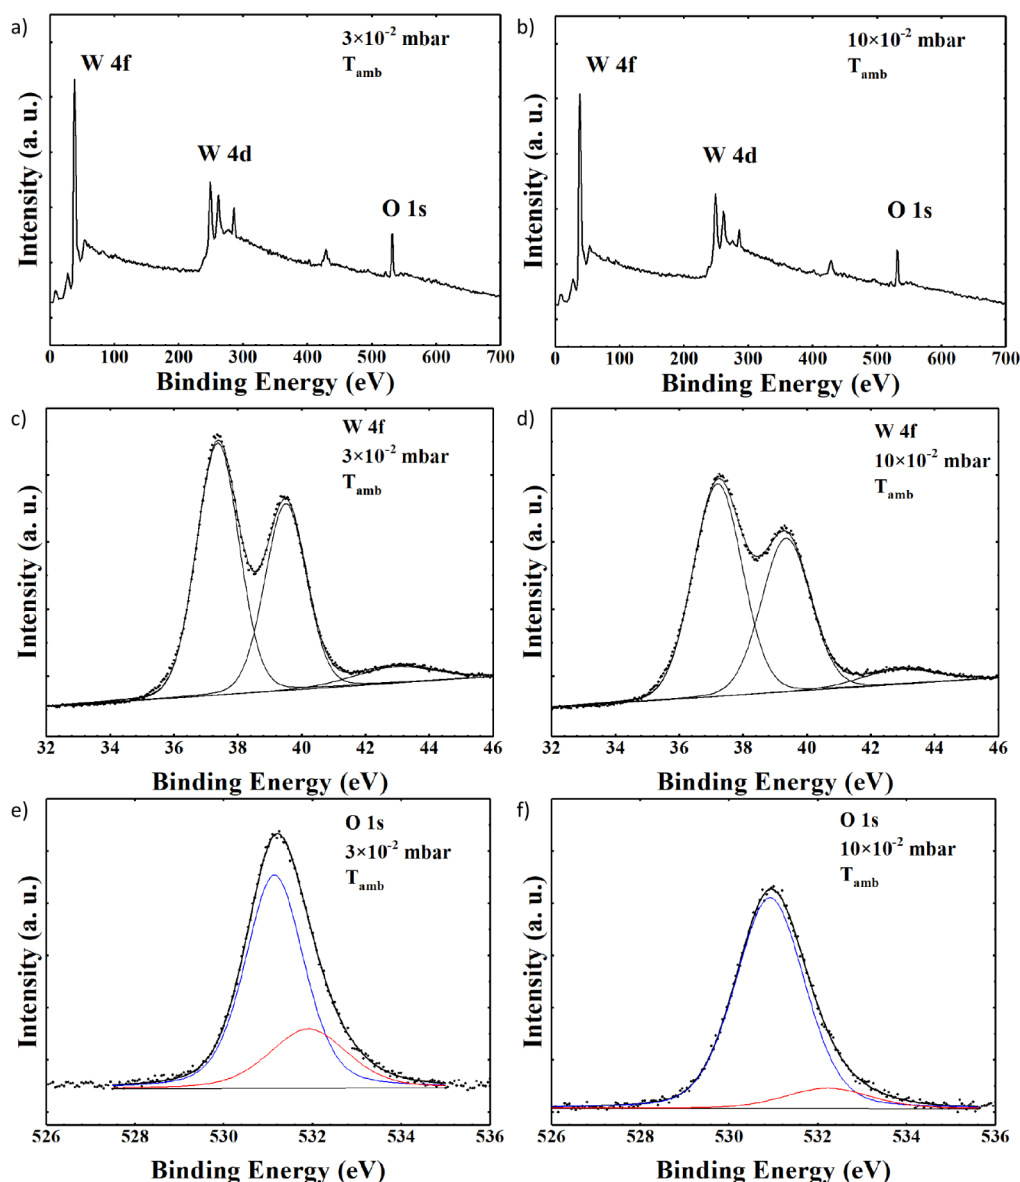 a)
3×10⁻² mbar
T_amb
W 4f
W 4d
O 1s
Intensity (a. u.)
0 100 200 300 400 500 600 700
Binding Energy (eV)
b)
10×10⁻² mbar
T_amb
W 4f
W 4d
O 1s
Intensity (a. u.)
0 100 200 300 400 500 600 700
Binding Energy (eV)
c)
W 4f
3×10⁻² mbar
T_amb
Intensity (a. u.)
32 34 36 38 40 42 44 46
Binding Energy (eV)
d)
W 4f
10×10⁻² mbar
T_amb
Intensity (a. u.)
32 34 36 38 40 42 44 46
Binding Energy (eV)
e)
O 1s
3×10⁻² mbar
T_amb
Intensity (a. u.)
526 528 530 532 534 536
Binding Energy (eV)
f)
O 1s
10×10⁻² mbar
T_amb
Intensity (a. u.)
526 528 530 532 534 536
Binding Energy (eV)